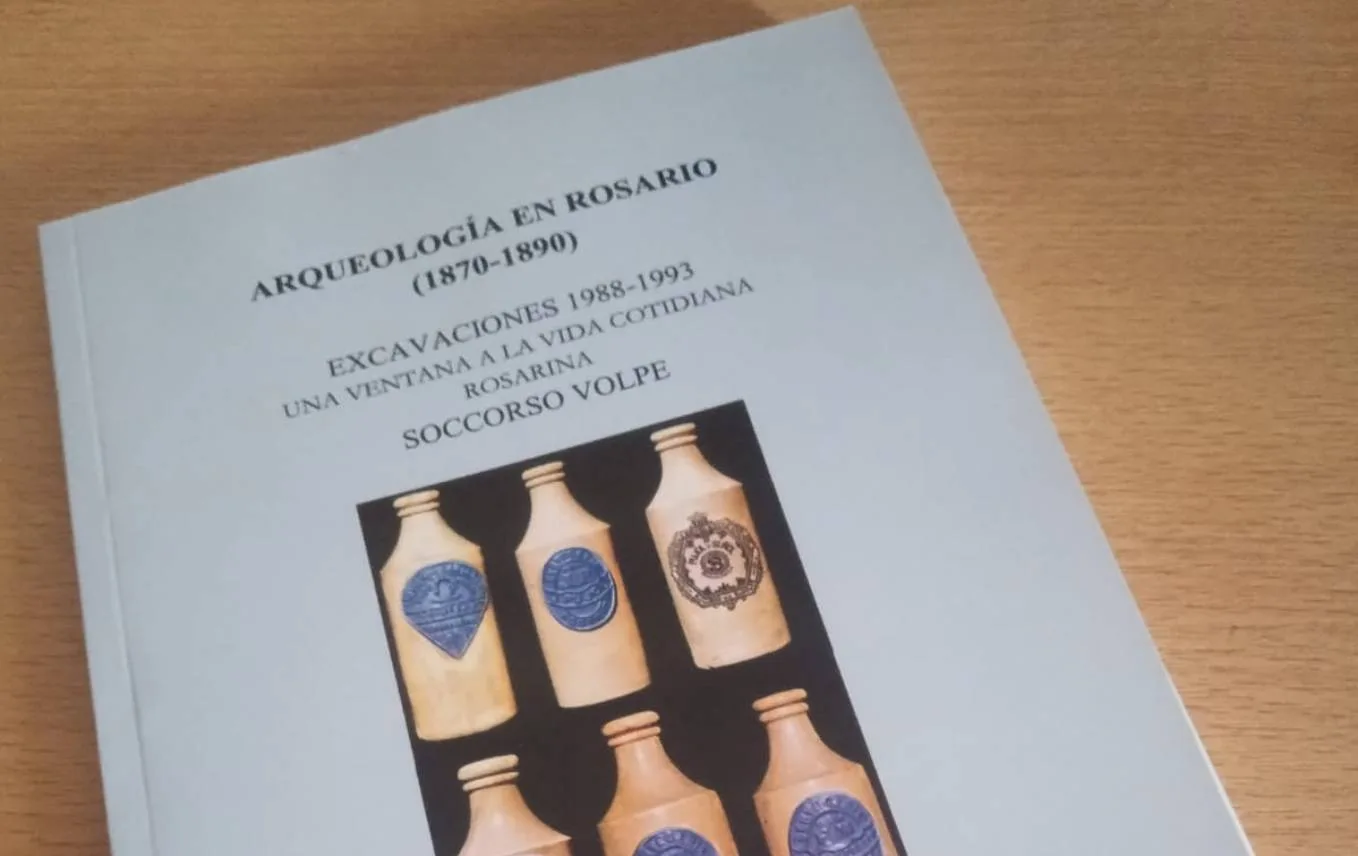 ARQUEOLOGÍA EN ROSARIO
(1870-1890)
EXCAVACIONES 1988-1993
UNA VENTANA A LA VIDA COTIDIANA
ROSARINA
SOCCORSO VOLPE